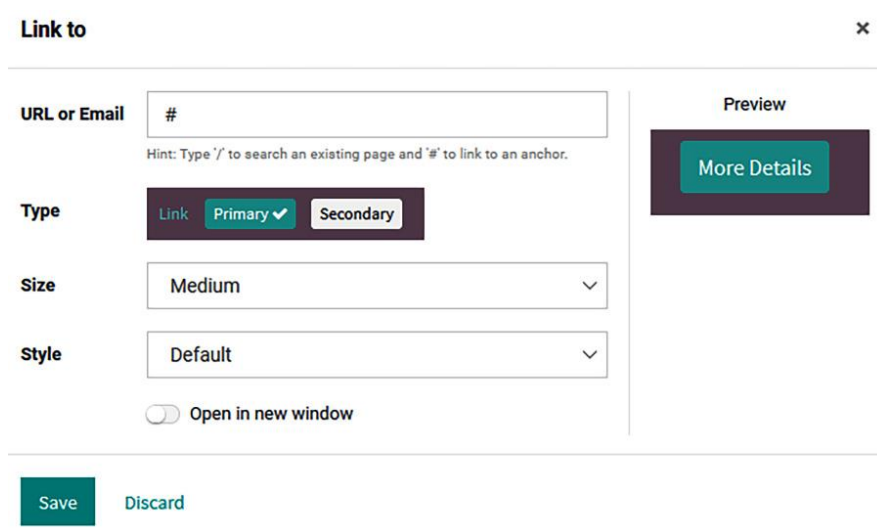 Link to
×
URL or Email
#
Preview
Hint: Type '/' to search an existing page and '#' to link to an anchor.
More Details
Type
Link Primary Secondary
Size
Medium
Style
Default
Open in new window
Save Discard